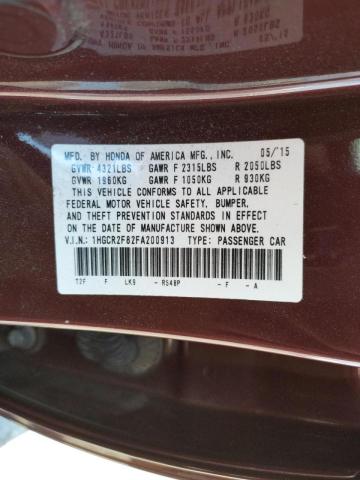 MFD. BY HONDA OF AMERICA MFG., INC. 05/15
GVWR 4321LBS GAWR F 2315LBS R 2050LBS
GVWR 1960KG GAWR F 1050KG R 930KG
THIS VEHICLE CONFORMS TO ALL APPLICABLE
FEDERAL MOTOR VEHICLE SAFETY, BUMPER,
AND THEFT PREVENTION STANDARDS IN EFFECT
ON THE DATE OF MANUFACTURE SHOWN ABOVE.
V.I.N.: 1HGCR2F82FA200913 TYPE: PASSENGER CAR
T2F F LK9 -R548P -F -A